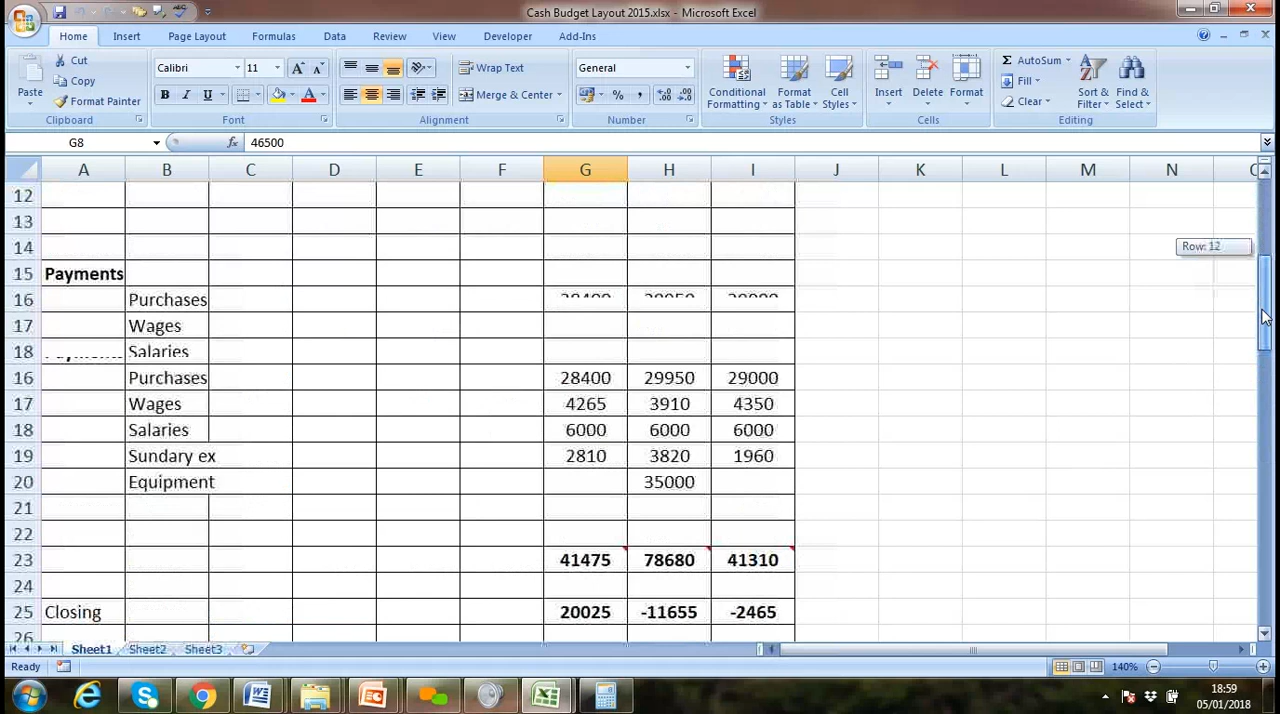 Cash Budget Layout 2015.xlsx - Microsoft Excel
Home Insert Page Layout Formulas Data Review View Developer Add-Ins
Paste Cut Calibri 11 A A Wrap Text General Conditional Formatting Format as Table Cell Styles Insert Delete Format Σ AutoSum Sort & Filter Find & Select
Copy B I U A Merge & Center % , Fill
Format Painter Clear
Clipboard Font Alignment Number Styles Cells Editing
G8 fx 46500
A B C D E F G H I J K L M N
12
13
14 Row: 12
15 Payments
16 Purchases 28400 29950 29000
17 Wages
18 Payments Salaries
16 Purchases 28400 29950 29000
17 Wages 4265 3910 4350
18 Salaries 6000 6000 6000
19 Sundary ex 2810 3820 1960
20 Equipment 35000
21
22
23 41475 78680 41310
24
25 Closing 20025 -11655 -2465
26
Sheet1 Sheet2 Sheet3
Ready 140%
18:59
05/01/2018